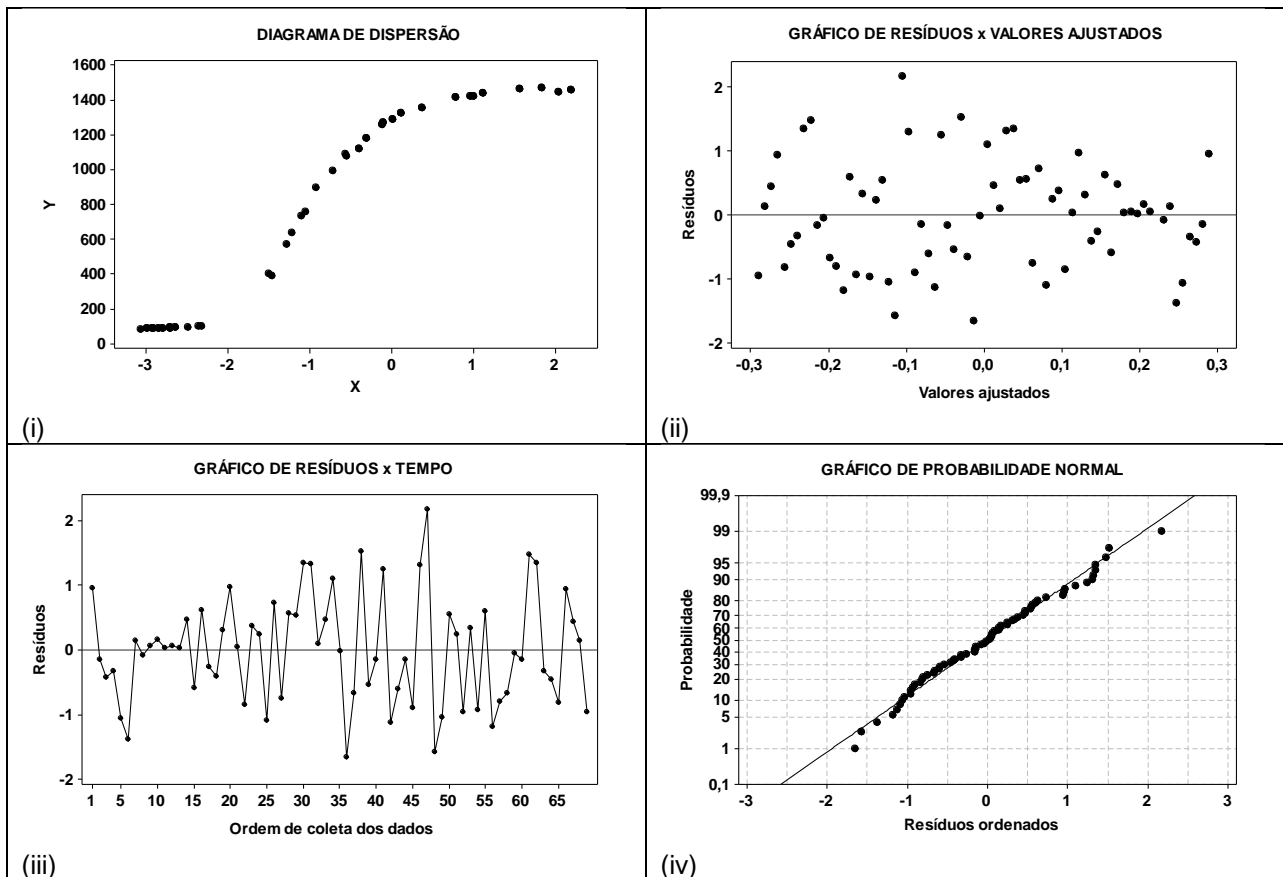 DIAGRAMA DE DISPERSÃO
Y
1600
1400
1200
1000
800
600
400
200
0
-3 -2 -1 0 1 2
X
(i)
GRÁFICO DE RESÍDUOS x VALORES AJUSTADOS
Resíduos
2
1
0
-1
-2
-0,3 -0,2 -0,1 0,0 0,1 0,2 0,3
Valores ajustados
(ii)
GRÁFICO DE RESÍDUOS x TEMPO
Resíduos
2
1
0
-1
-2
1 5 10 15 20 25 30 35 40 45 50 55 60 65
Ordem de coleta dos dados
(iii)
GRÁFICO DE PROBABILIDADE NORMAL
Probabilidade
99,9
99
95
90
80
70
60
50
40
30
20
10
5
1
0,1
-3 -2 -1 0 1 2 3
Resíduos ordenados
(iv)